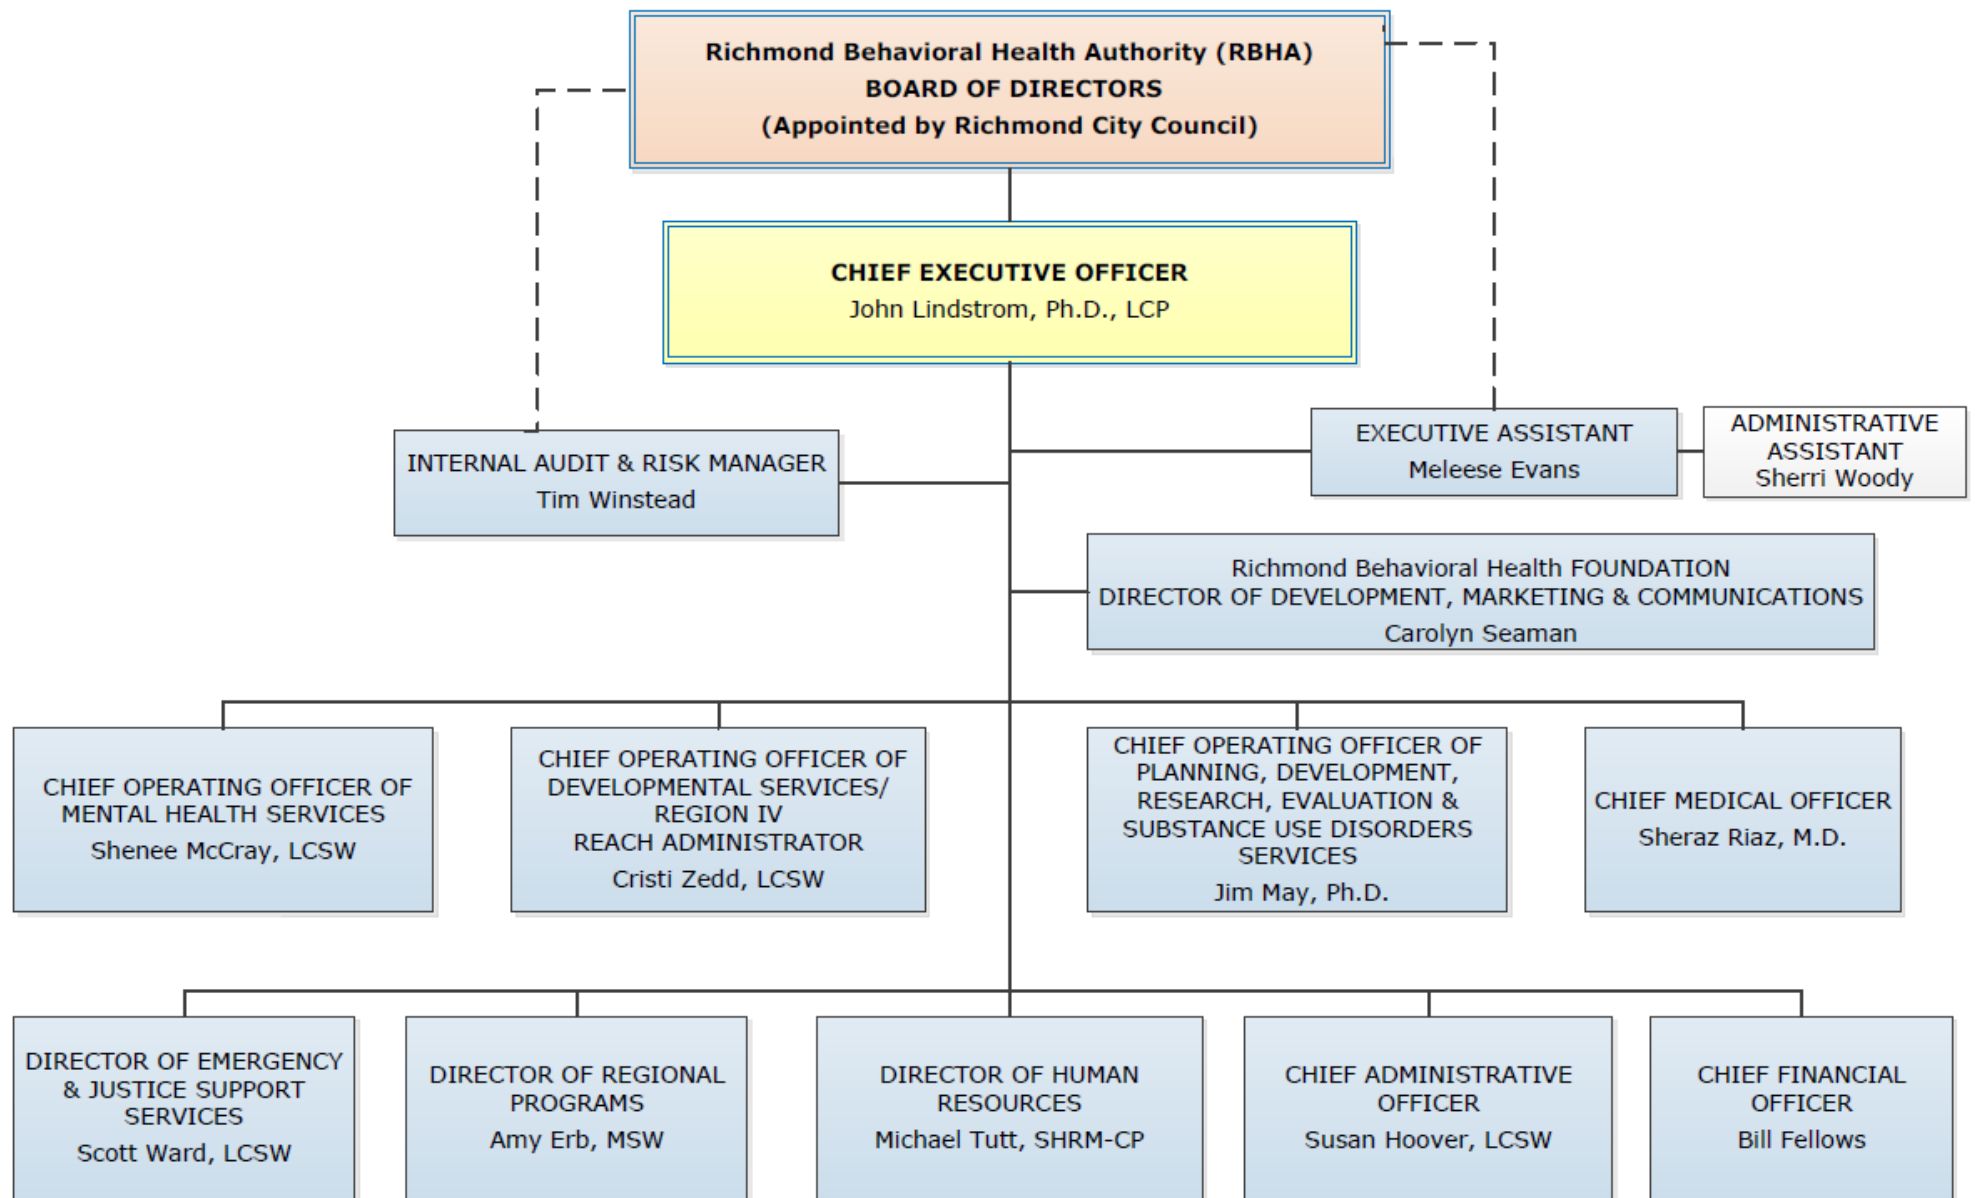 Richmond Behavioral Health Authority (RBHA)
BOARD OF DIRECTORS
(Appointed by Richmond City Council)
CHIEF EXECUTIVE OFFICER
John Lindstrom, Ph.D., LCP
INTERNAL AUDIT & RISK MANAGER
Tim Winstead
EXECUTIVE ASSISTANT
Meleese Evans
ADMINISTRATIVE
ASSISTANT
Sherri Woody
Richmond Behavioral Health FOUNDATION
DIRECTOR OF DEVELOPMENT, MARKETING & COMMUNICATIONS
Carolyn Seaman
CHIEF OPERATING OFFICER OF
MENTAL HEALTH SERVICES
Shenee McCray, LCSW
CHIEF OPERATING OFFICER OF
DEVELOPMENTAL SERVICES/
REGION IV
REACH ADMINISTRATOR
Cristi Zedd, LCSW
CHIEF OPERATING OFFICER OF
PLANNING, DEVELOPMENT,
RESEARCH, EVALUATION &
SUBSTANCE USE DISORDERS
SERVICES
Jim May, Ph.D.
CHIEF MEDICAL OFFICER
Sheraz Riaz, M.D.
DIRECTOR OF EMERGENCY
& JUSTICE SUPPORT
SERVICES
Scott Ward, LCSW
DIRECTOR OF REGIONAL
PROGRAMS
Amy Erb, MSW
DIRECTOR OF HUMAN
RESOURCES
Michael Tutt, SHRM-CP
CHIEF ADMINISTRATIVE
OFFICER
Susan Hoover, LCSW
CHIEF FINANCIAL
OFFICER
Bill Fellows